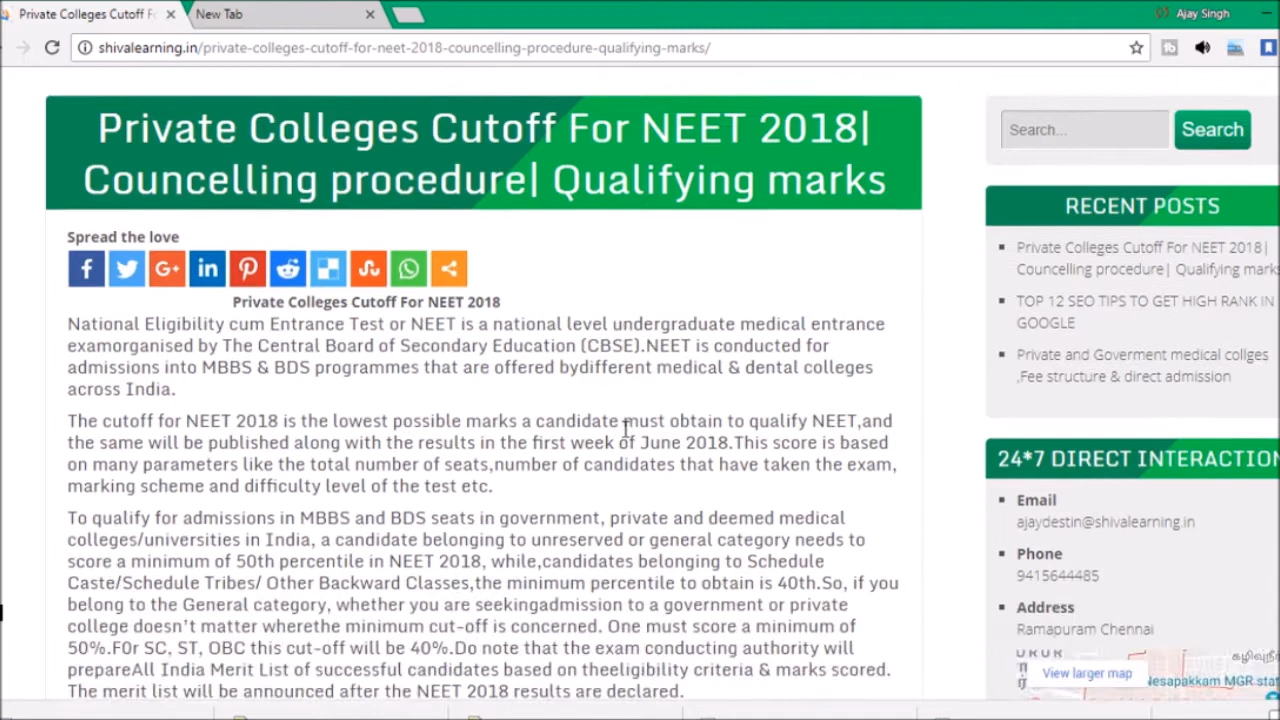 Private Colleges Cutoff F
New Tab
Ajay Singh
shivalearning.in/private-colleges-cutoff-for-neet-2018-councelling-procedure-qualifying-marks/
Private Colleges Cutoff For NEET 2018|
Councelling procedure| Qualifying marks
Spread the love
Private Colleges Cutoff For NEET 2018
National Eligibility cum Entrance Test or NEET is a national level undergraduate medical entrance
examorganised by The Central Board of Secondary Education (CBSE).NEET is conducted for
admissions into MBBS & BDS programmes that are offered bydifferent medical & dental colleges
across India.
The cutoff for NEET 2018 is the lowest possible marks a candidate must obtain to qualify NEET,and
the same will be published along with the results in the first week of June 2018.This score is based
on many parameters like the total number of seats,number of candidates that have taken the exam,
marking scheme and difficulty level of the test etc.
To qualify for admissions in MBBS and BDS seats in government, private and deemed medical
colleges/universities in India, a candidate belonging to unreserved or general category needs to
score a minimum of 50th percentile in NEET 2018, while,candidates belonging to Schedule
Caste/Schedule Tribes/ Other Backward Classes,the minimum percentile to obtain is 40th.So, if you
belong to the General category, whether you are seekingadmission to a government or private
college doesn't matter wherethe mnimum cut-off is concerned. One must score a minimum of
50%.F0r SC, ST, OBC this cut-off will be 40%.Do note that the exam conducting authority will
prepareAll India Merit List of successful candidates based on theeligibility criteria & marks scored.
The merit list will be announced after the NEET 2018 results are declared.
Search...
Search
RECENT POSTS
Private Colleges Cutoff For NEET 2018|
Councelling procedure| Qualifying marks
TOP 12 SEO TIPS TO GET HIGH RANK IN
GOOGLE
Private and Goverment medical collges
,Fee structure & direct admission
24*7 DIRECT INTERACTION
Email
ajaydestin@shivalearning.in
Phone
9415644485
Address
Ramapuram Chennai
View larger map
Nesapakkam MGR stat